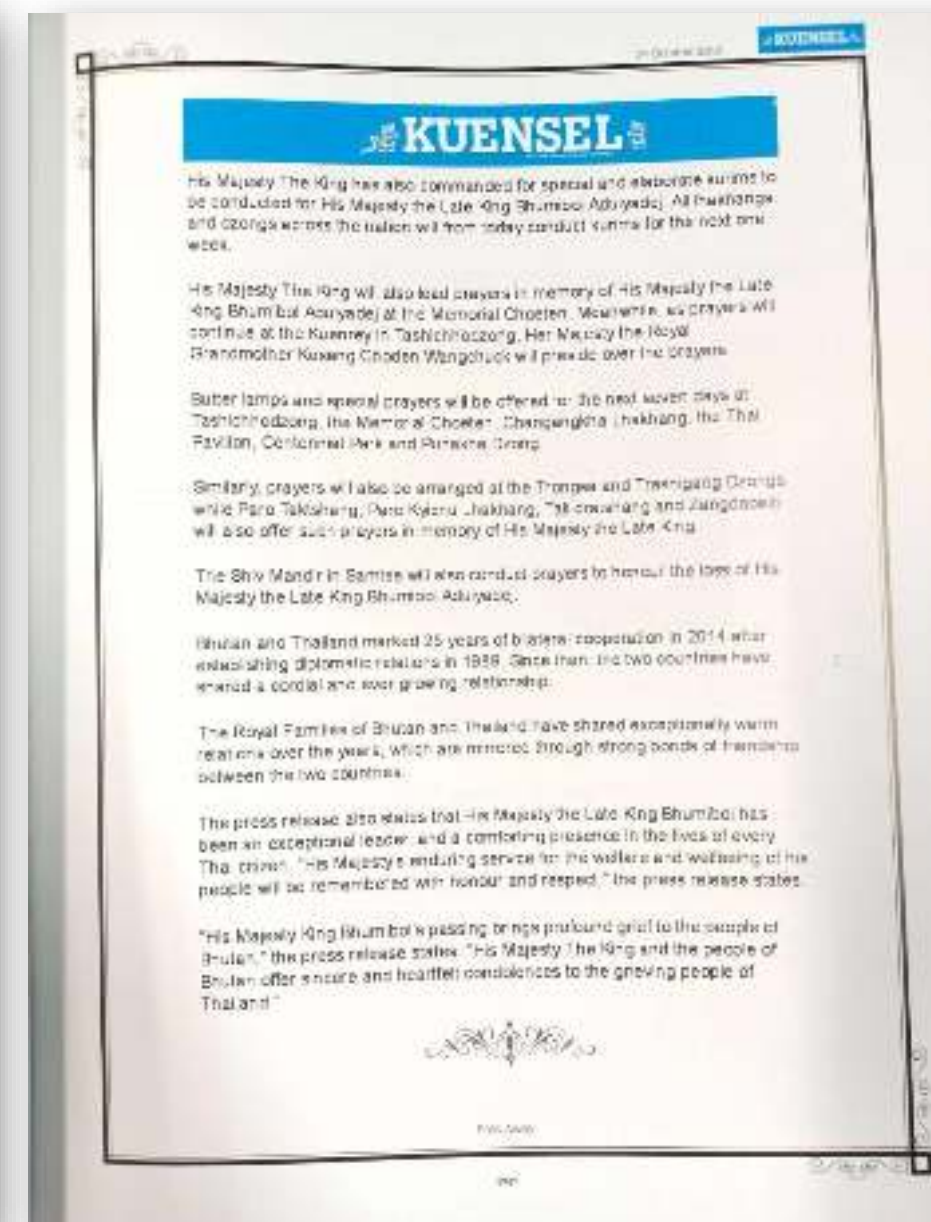 KUENSEL
KUENSEL
His Majesty The King has also commanded for special and elaborate kurims to
be conducted for His Majesty the Late King Bhumibol Adulyadej. All lhakhangs
and dzongs across the nation will from today conduct kurims for the next one
week.
His Majesty The King will also lead prayers in memory of His Majesty the Late
King Bhumibol Adulyadej at the Memorial Choeten. Meanwhile, as prayers will
continue at the Kuenrey in Tashichhodzong, Her Majesty the Royal
Grandmother Kesang Choden Wangchuck will preside over the prayers.
Butter lamps and special prayers will be offered for the next seven days at
Tashichhodzong, the Memorial Choeten, Changangkha Lhakhang, the Thai
Pavilion, Centennial Park and Punakha Dzong.
Similarly, prayers will also be arranged at the Trongsa and Trashigang Dzongs
while Paro Taktshang, Paro Kyichu Lhakhang, and
will also offer such prayers in memory of His Majesty the Late King.
The Shiv Mandir in Samtse will also conduct prayers to honour the loss of His
Majesty the Late King Bhumibol Adulyadej.
Bhutan and Thailand marked 25 years of bilateral cooperation in 2014 after
establishing diplomatic relations in 1989. Since then, the two countries have
shared a cordial and ever growing relationship.
The Royal Families of Bhutan and Thailand have shared exceptionally warm
relations over the years, which are mirrored through strong bonds of friendship
between the two countries.
The press release also states that His Majesty the Late King Bhumibol has
been an exceptional leader, and a comforting presence in the lives of every
Thai citizen. "His Majesty's enduring service for the welfare and wellbeing of his
people will be remembered with honour and respect," the press release states.
"His Majesty King Bhumibol's passing brings profound grief to the people of
Bhutan," the press release states. "His Majesty The King and the people of
Bhutan offer sincere and heartfelt condolences to the grieving people of
Thailand."